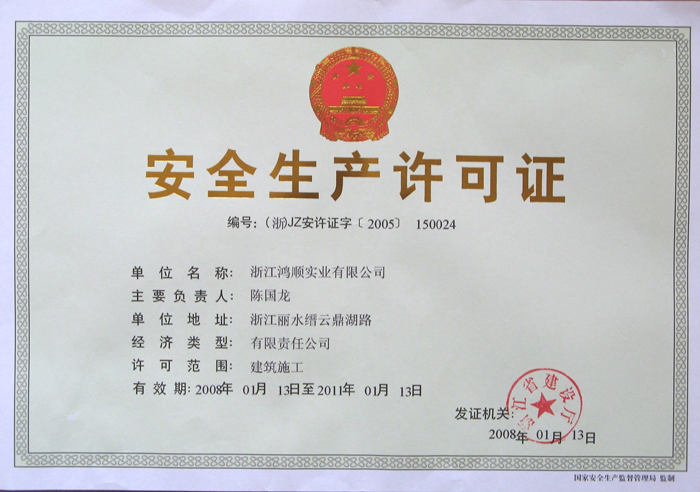 安全生产许可证
编号：（浙）JZ安许证字〔2005〕 150024
单位名称： 浙江鸿顺实业有限公司
主要负责人： 陈国龙
单位地址： 浙江丽水缙云鼎湖路
经济类型： 有限责任公司
许可范围： 建筑施工
有效期：2008年 01月 13日至2011年 01月 13日
浙江省建设厅
发证机关：
2008年 01月 13日
国家安全生产监督管理局 监制